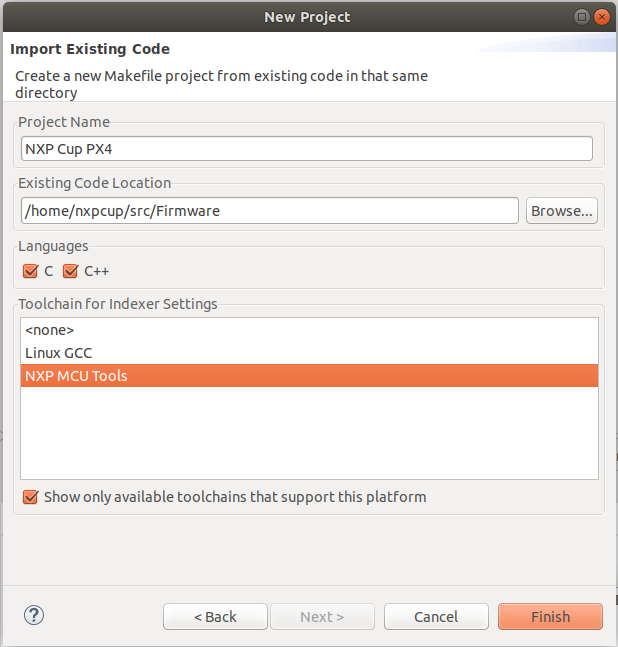 New Project
Import Existing Code
Create a new Makefile project from existing code in that same
directory
Project Name
NXP Cup PX4
Existing Code Location
/home/nxpcup/src/Firmware
Browse...
Languages
C
C++
Toolchain for Indexer Settings
<none>
Linux GCC
NXP MCU Tools
Show only available toolchains that support this platform
?
< Back
Next >
Cancel
Finish